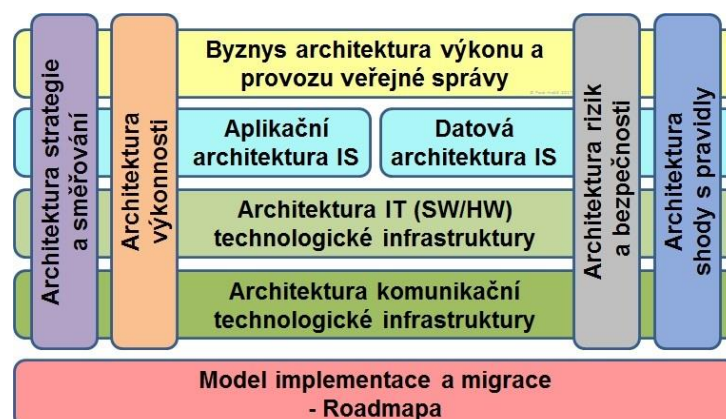 Architektura strategie
a směřování
Architektura
výkonnosti
Byznys architektura výkonu a
provozu veřejné správy
Aplikační
architektura IS
Datová
architektura IS
Architektura IT (SW/HW)
technologické infrastruktury
Architektura komunikační
technologické infrastruktury
Architektura rizik
a bezpečnosti
Architektura
shody s pravidly
Model implementace a migrace
- Roadmapa